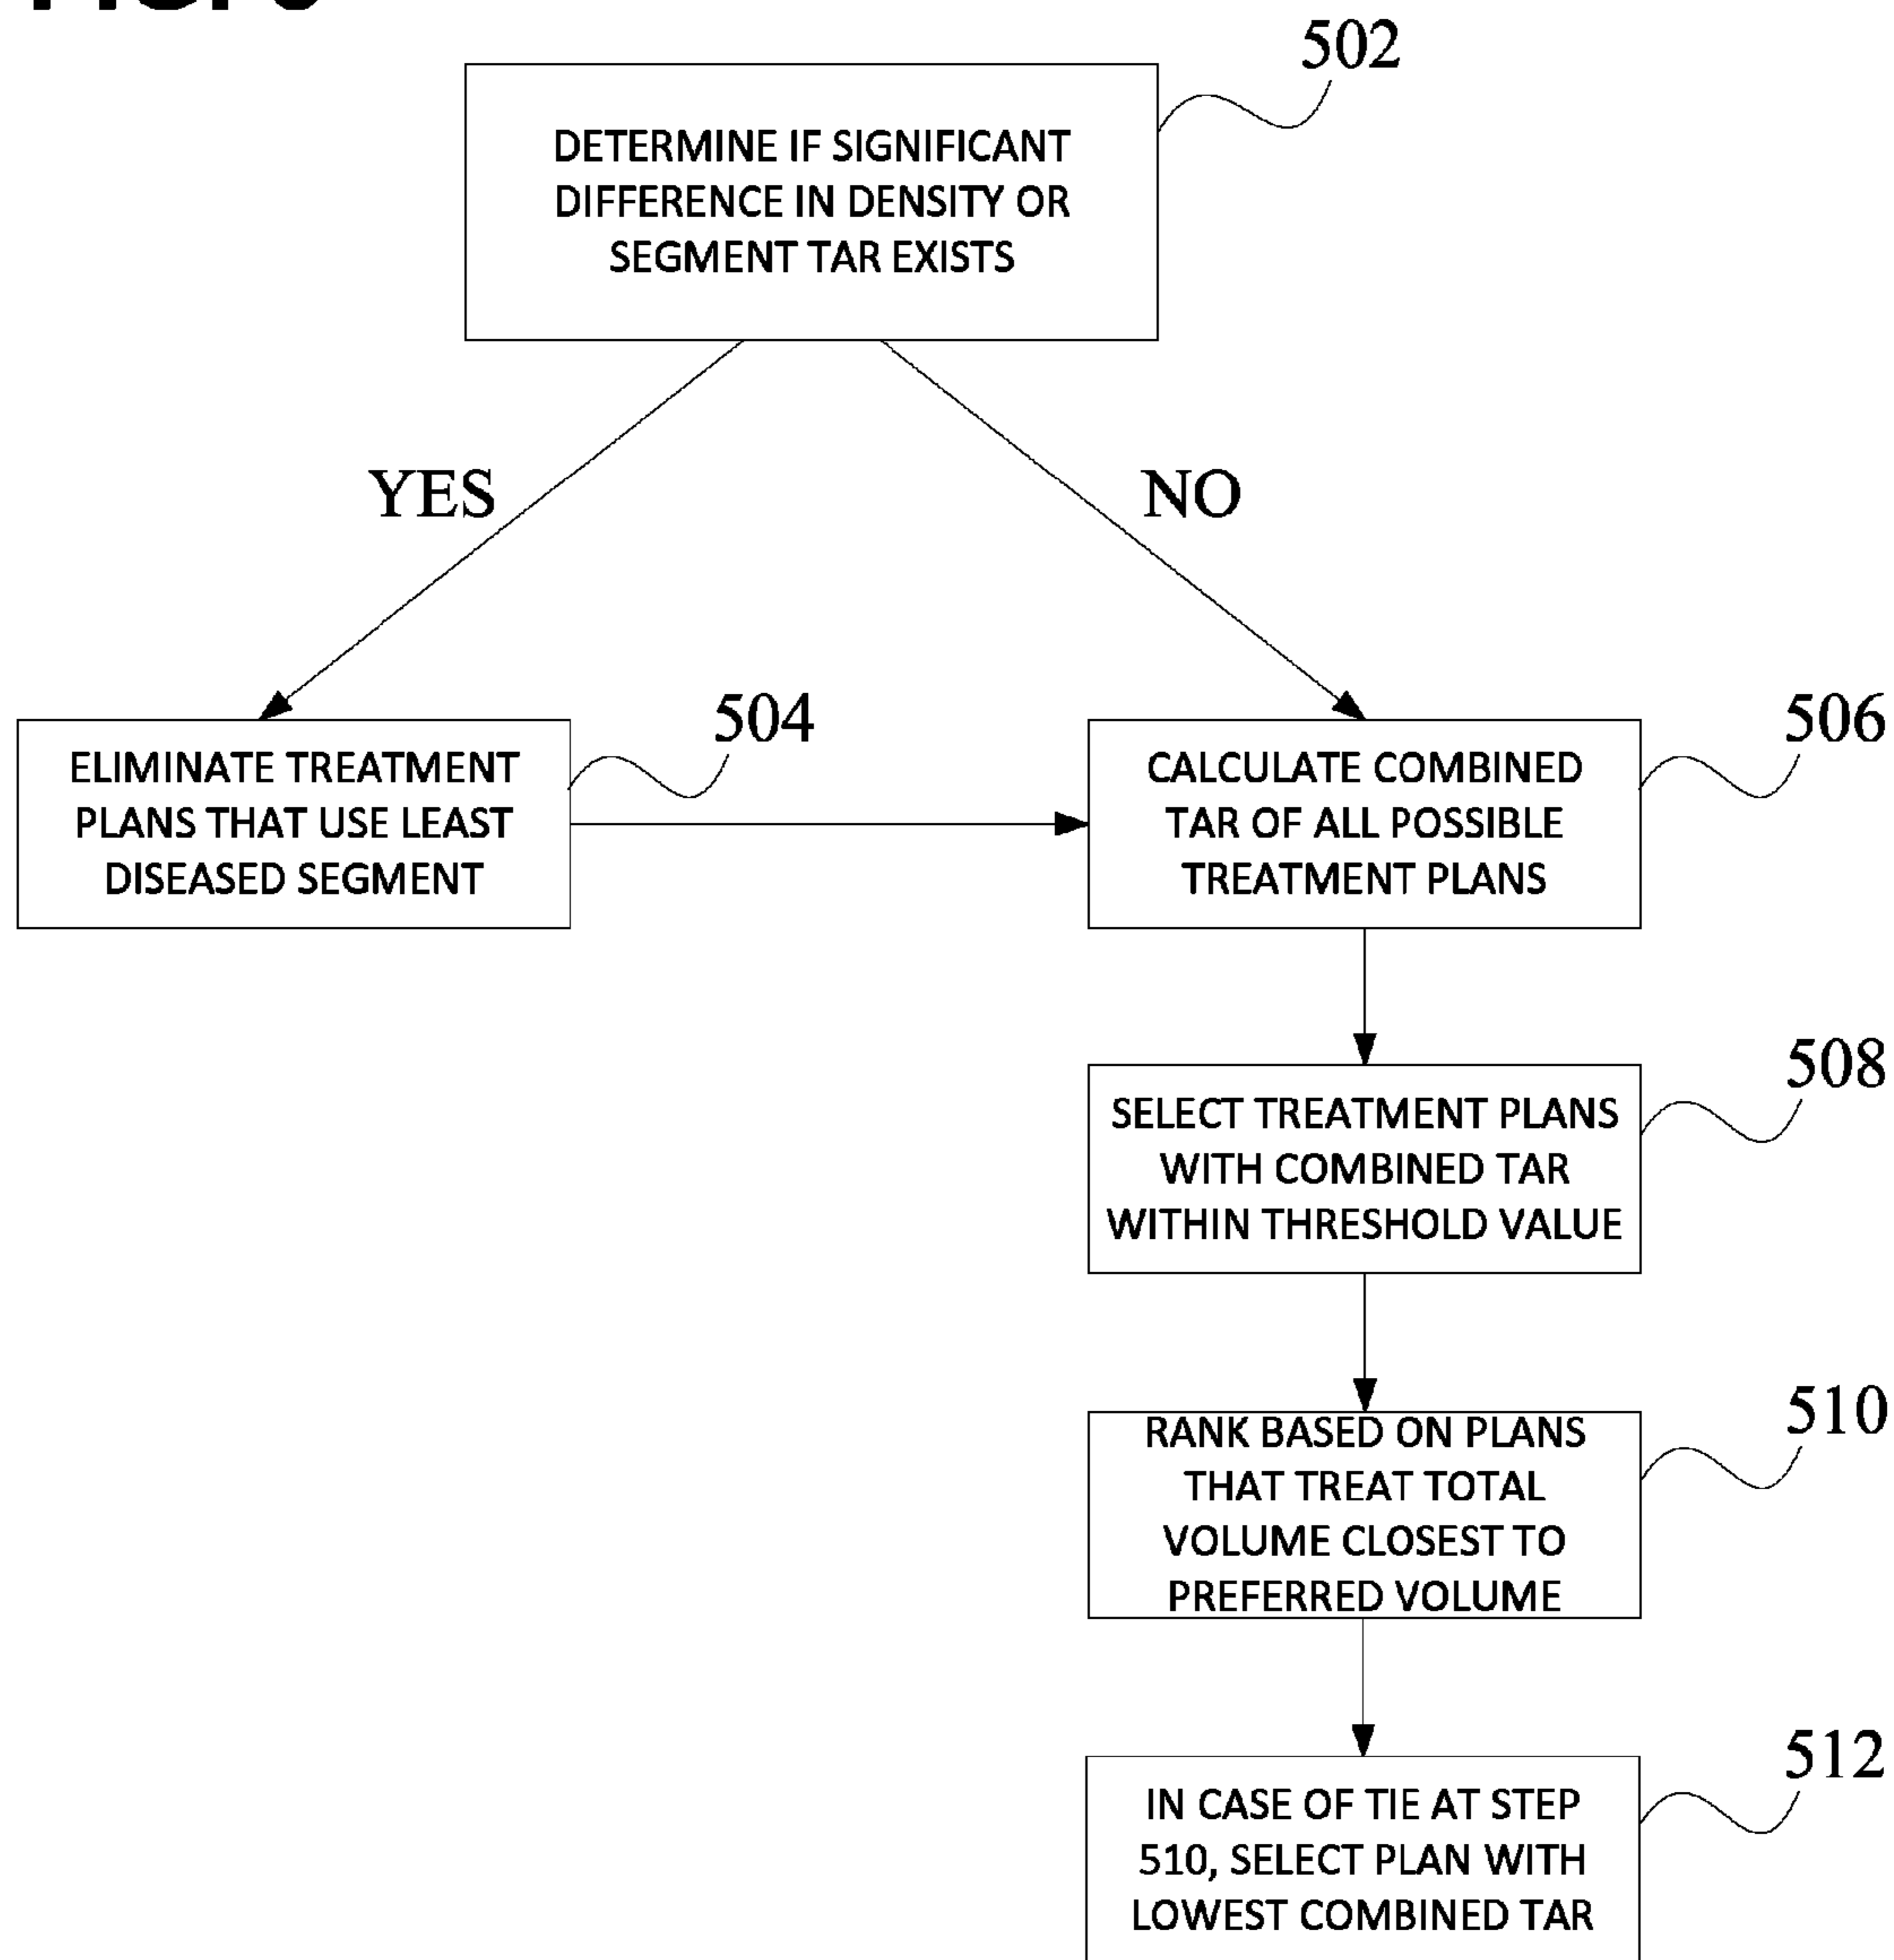 502
DETERMINE IF SIGNIFICANT
DIFFERENCE IN DENSITY OR
SEGMENT TAR EXISTS
YES
NO
504
506
ELIMINATE TREATMENT
PLANS THAT USE LEAST
DISEASED SEGMENT
CALCULATE COMBINED
TAR OF ALL POSSIBLE
TREATMENT PLANS
508
SELECT TREATMENT PLANS
WITH COMBINED TAR
WITHIN THRESHOLD VALUE
510
RANK BASED ON PLANS
THAT TREAT TOTAL
VOLUME CLOSEST TO
PREFERRED VOLUME
512
IN CASE OF TIE AT STEP
510, SELECT PLAN WITH
LOWEST COMBINED TAR